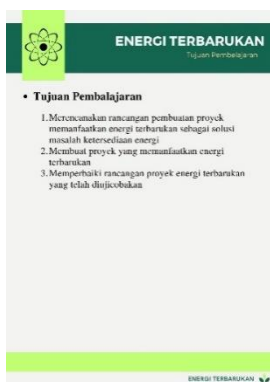 ENERGI TERBARUKAN
Tujuan Pembelajaran
• Tujuan Pembalajaran
1. Merencanakan rancangan pembuatan proyek
memanfaatkan energi terbarukan sebagai solusi
masalah ketersediaan energi
2. Membuat proyek yang memanfaatkan energi
terbarukan
3. Memperbaiki rancangan proyek energi terbarukan
yang telah diujicobakan
ENERGI TERBARUKAN